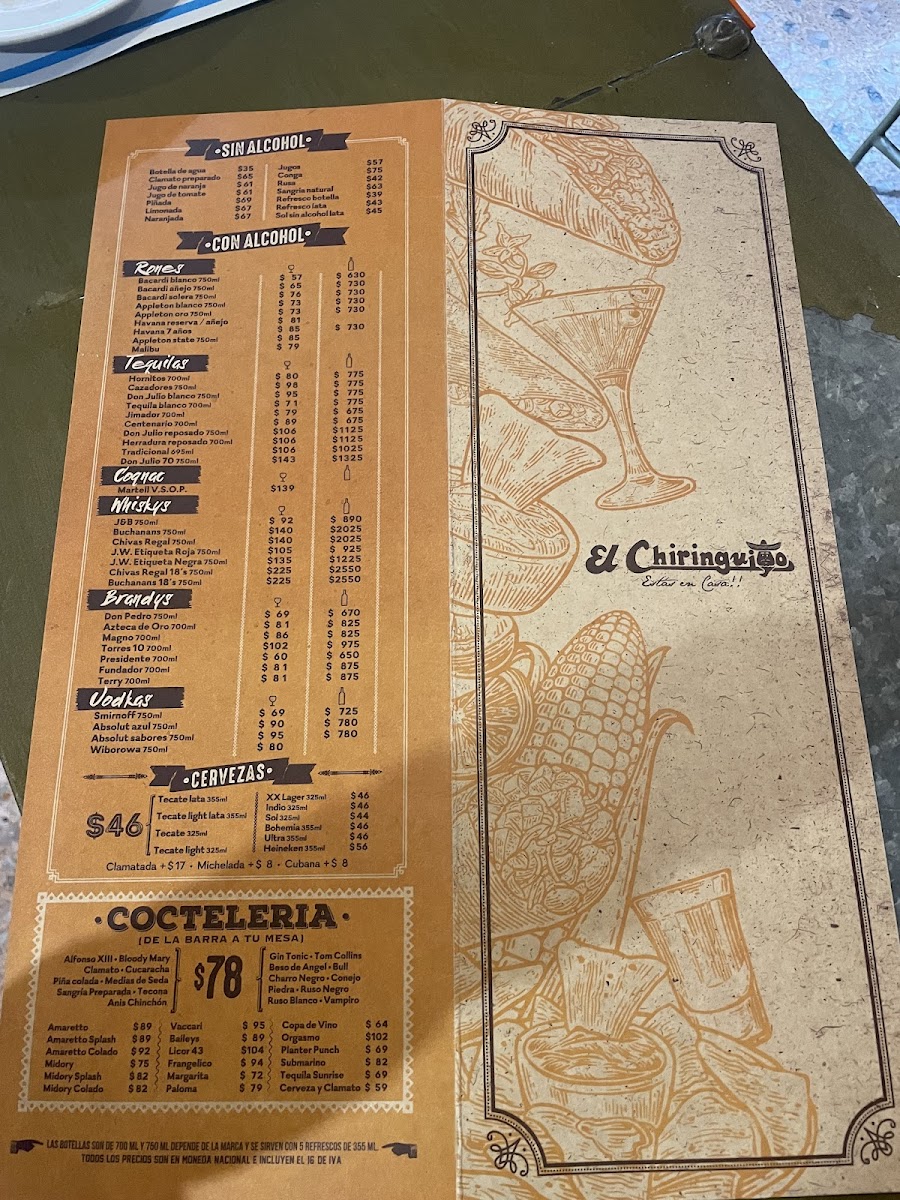 SIN ALCOHOL
Botella de agua $35
Clamato preparado $65
Jugo de naranja $61
Jugo de tomate $61
Piñada $69
Limonada $67
Naranjada $67
Jugos $57
Conga $75
Rusa $42
Sangria natural $63
Refresco botella $39
Refresco lata $43
Sol sin alcohol lata $45
CON ALCOHOL
Rones
Bacardi blanco 750ml $ 57 $ 630
Bacardi añejo 750ml $ 65 $ 730
Bacardi solera 750ml $ 76 $ 730
Appleton blanco 750ml $ 73 $ 730
Appleton oro 750ml $ 73 $ 730
Havana reserva / añejo $ 81
Havana 7 años $ 85 $ 730
Appleton state 750ml $ 85
Malibu $ 79
Tequilas
Hornitos 700ml $ 80 $ 775
Cazadores 750ml $ 98 $ 775
Don Julio blanco 750ml $ 95 $ 775
Tequila blanco 700ml $ 71 $ 775
Jimador 700ml $ 79 $ 675
Centenario 700ml $ 89 $ 675
Don Julio reposado 750ml $106 $1125
Herradura reposado 700ml $106 $1125
Tradicional 695ml $106 $1025
Don Julio 70 750ml $143 $1325
Cognac
Martell V.S.O.P. $139
Whiskys
J&B 750ml $ 92 $ 890
Buchanans 750ml $140 $2025
Chivas Regal 750ml $140 $2025
J.W. Etiqueta Roja 750ml $105 $ 925
J.W. Etiqueta Negra 750ml $135 $1225
Chivas Regal 18's 750ml $225 $2550
Buchanans 18's 750ml $225 $2550
Brandys
Don Pedro 750ml $ 69 $ 670
Azteca de Oro 700ml $ 81 $ 825
Magno 700ml $ 86 $ 825
Torres 10 700ml $102 $ 975
Presidente 700ml $ 60 $ 650
Fundador 700ml $ 81 $ 875
Terry 700ml $ 81 $ 875
Vodkas
Smirnoff 750ml $ 69 $ 725
Absolut azul 750ml $ 90 $ 780
Absolut sabores 750ml $ 95 $ 780
Wiborowa 750ml $ 80
CERVEZAS
$46
Tecate lata 355ml
Tecate light lata 355ml
Tecate 325ml
Tecate light 325ml
XX Lager 325ml $46
Indio 325ml $46
Sol 325ml $44
Bohemia 355ml $46
Ultra 355ml $46
Heineken 355ml $56
Clamatada +$17 • Michelada +$ 8 • Cubana +$ 8
•COCTELERIA•
(DE LA BARRA A TU MESA)
Alfonso XIII • Bloody Mary
Clamato • Cucaracha
Piña colada • Medias de Seda
Sangría Preparada • Tecona
Anis Chinchón
$78
Gin Tonic • Tom Collins
Beso de Angel • Bull
Charro Negro • Conejo
Piedra • Ruso Negro
Ruso Blanco • Vampiro
Amaretto $89
Amaretto Splash $89
Amaretto Colado $92
Midory $75
Midory Splash $82
Midory Colado $82
Vaccari $ 95
Baileys $ 89
Licor 43 $104
Frangelico $ 94
Margarita $ 72
Paloma $ 79
Copa de Vino $ 64
Orgasmo $102
Planter Punch $ 69
Submarino $ 82
Tequila Sunrise $ 69
Cerveza y Clamato $ 59
LAS BOTELLAS SON DE 700 ML Y 750 ML DEPENDE DE LA MARCA Y SE SIRVEN CON 5 REFRESCOS DE 355 ML.
TODOS LOS PRECIOS SON EN MONEDA NACIONAL E INCLUYEN EL 16 DE IVA
El Chiringuito
Estás en Casa!!